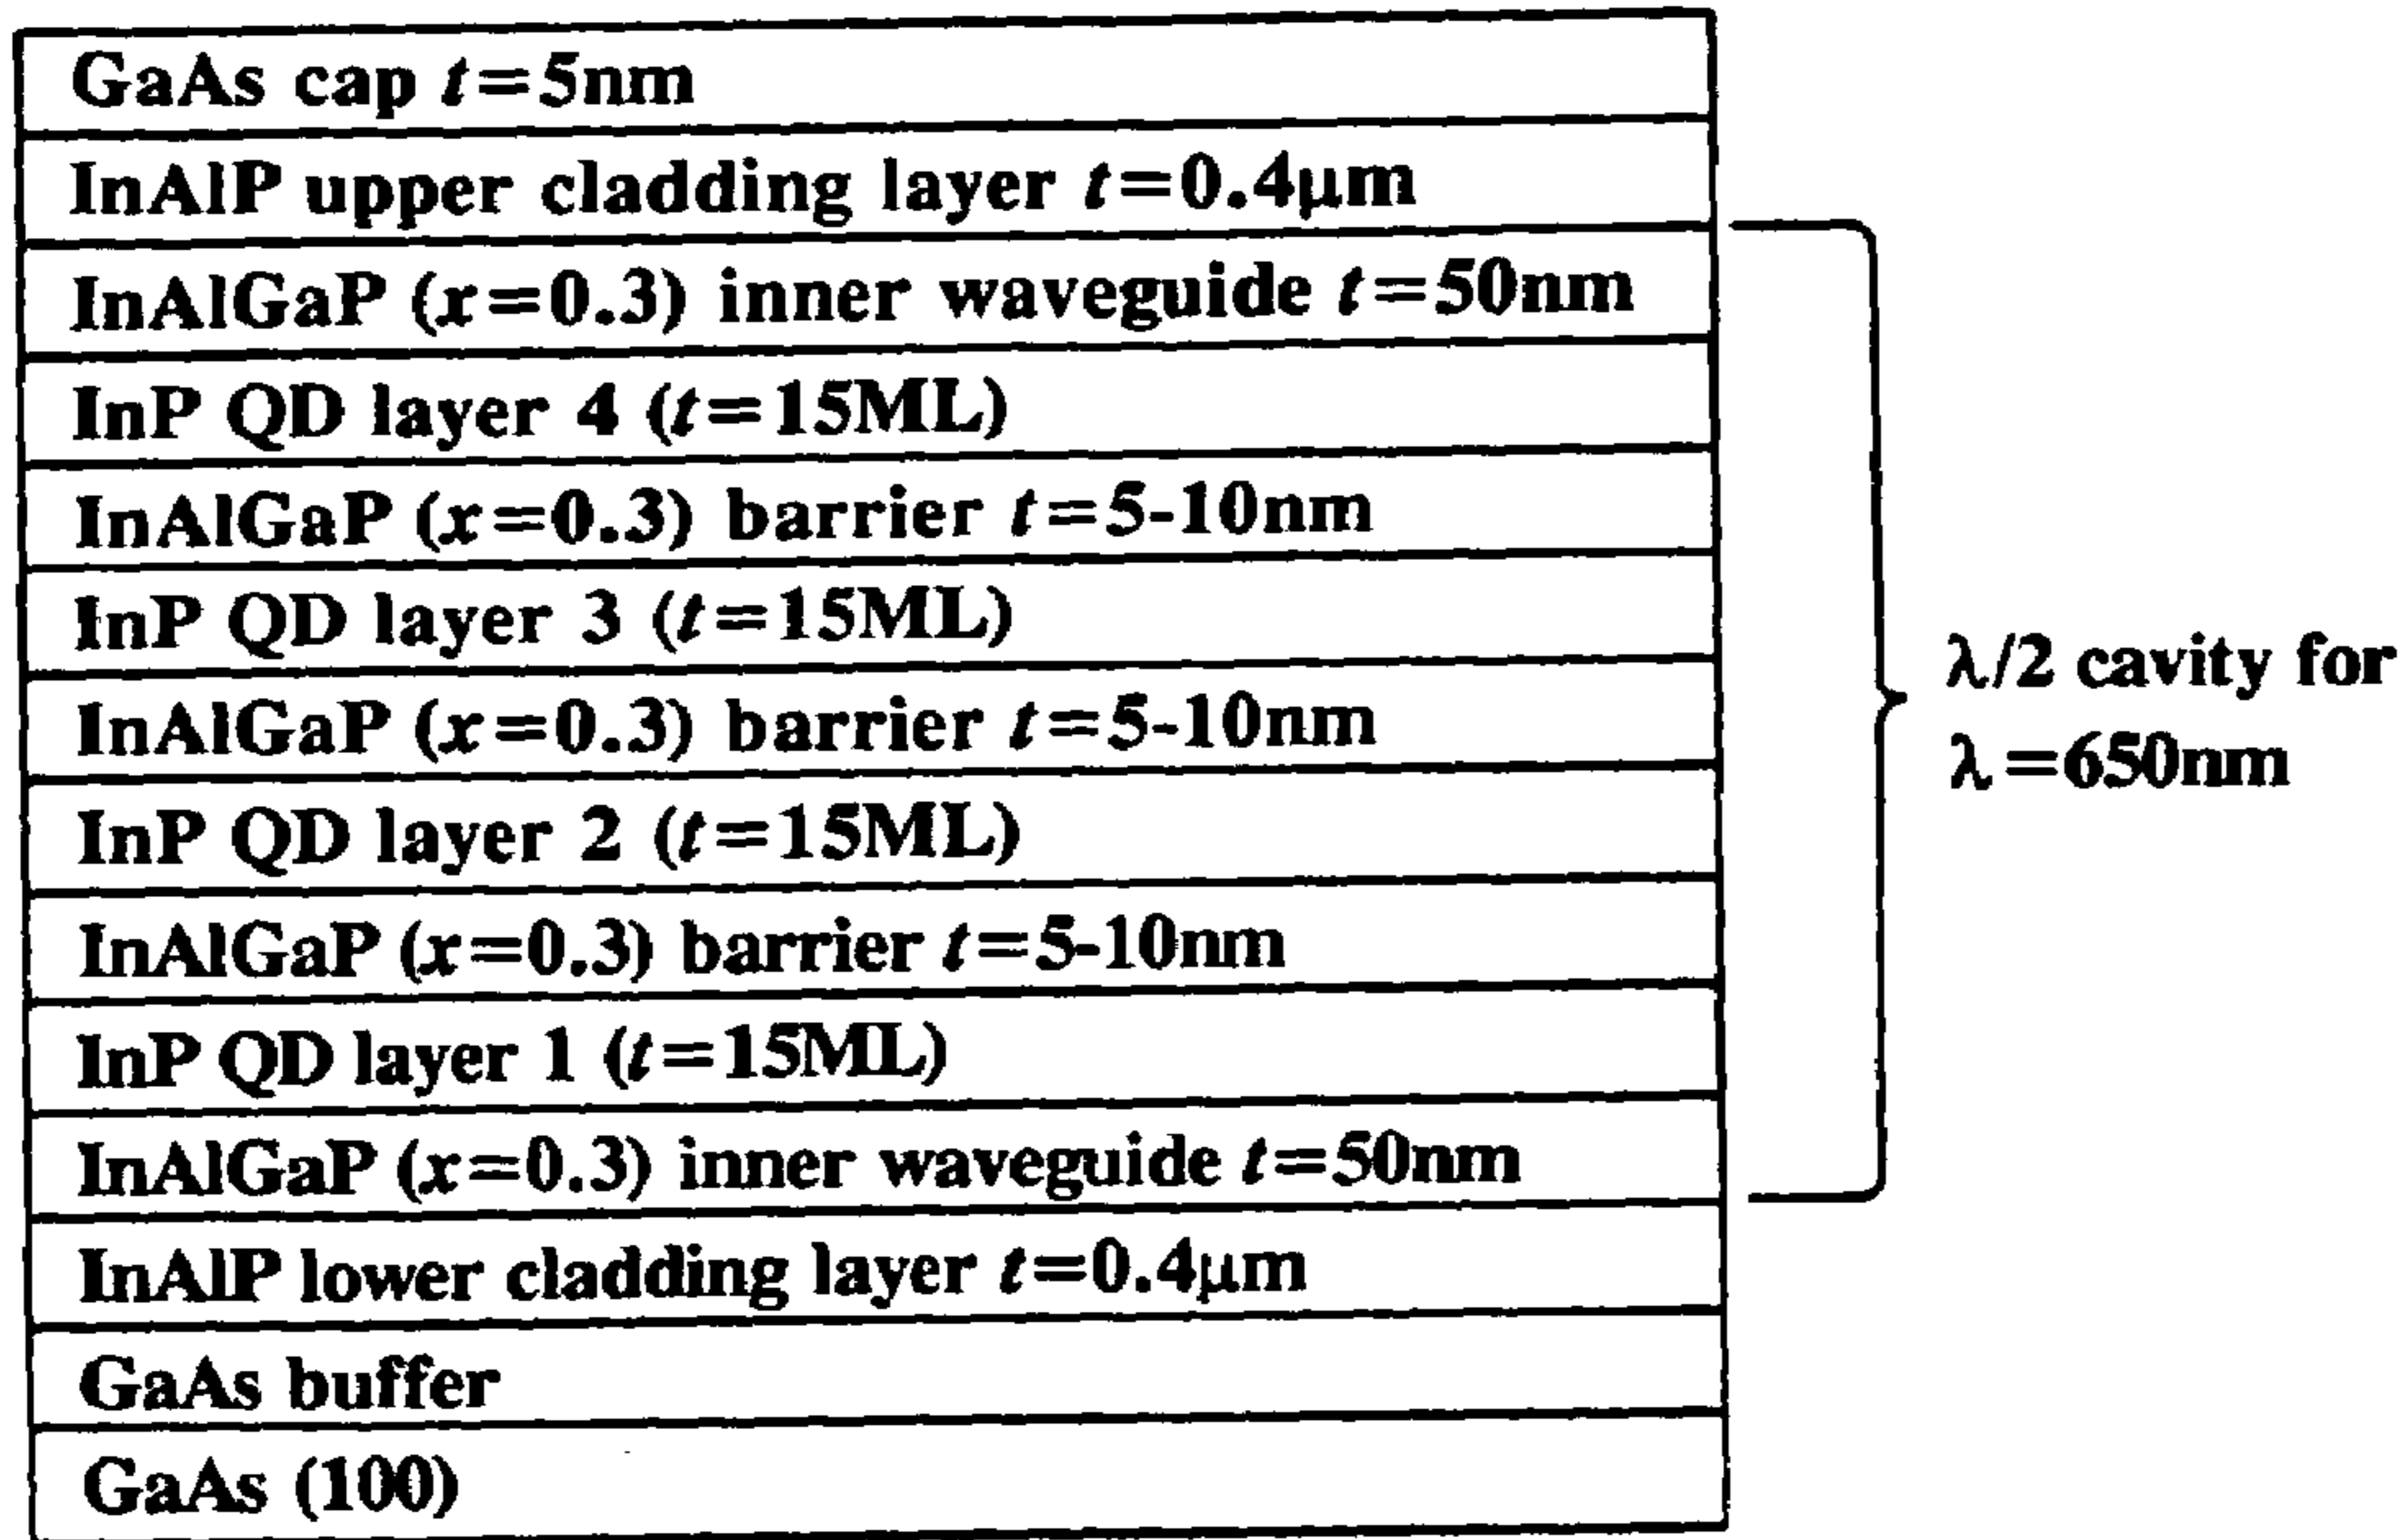 GaAs cap t=5nm
InAlP upper cladding layer t=0.4μm
InAlGaP (x=0.3) inner waveguide t=50nm
InP QD layer 4 (t=15ML)
InAlGaP (x=0.3) barrier t=5-10nm
InP QD layer 3 (t=15ML)
InAlGaP (x=0.3) barrier t=5-10nm
InP QD layer 2 (t=15ML)
InAlGaP (x=0.3) barrier t=5-10nm
InP QD layer 1 (t=15ML)
InAlGaP (x=0.3) inner waveguide t=50nm
InAlP lower cladding layer t=0.4μm
GaAs buffer
GaAs (100)
λ/2 cavity for
λ=650nm